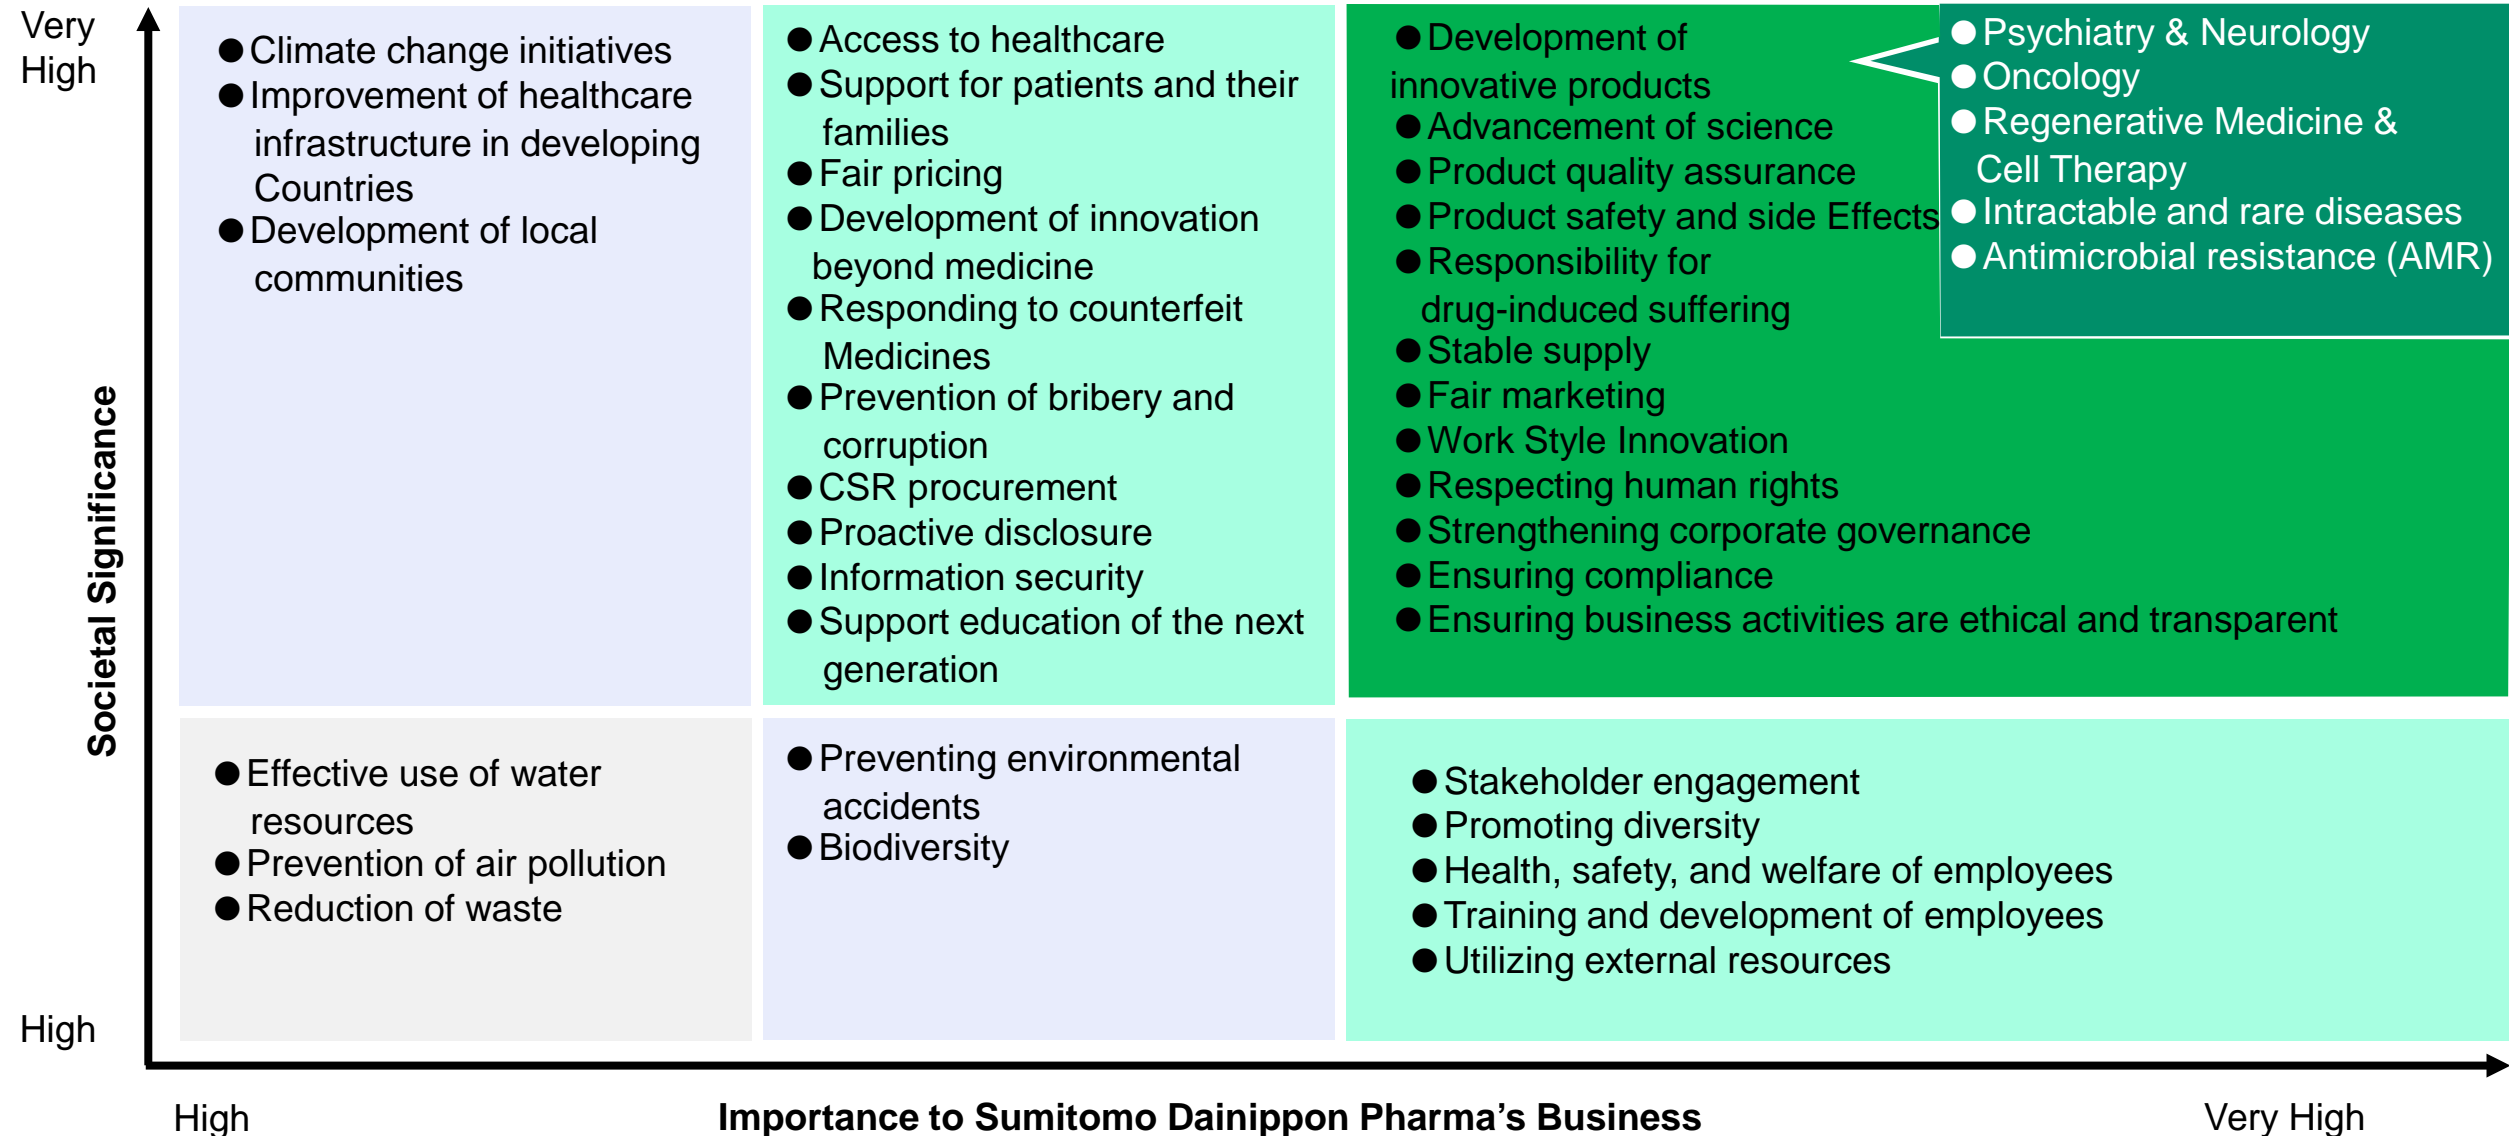 Very
High
● Climate change initiatives
● Improvement of healthcare
infrastructure in developing
Countries
● Development of local
communities
● Access to healthcare
● Support for patients and their
families
● Fair pricing
● Development of innovation
beyond medicine
● Responding to counterfeit
Medicines
● Prevention of bribery and
corruption
● CSR procurement
● Proactive disclosure
● Information security
● Support education of the next
generation
● Development of
innovative products
● Advancement of science
● Product quality assurance
● Product safety and side Effects
● Responsibility for
drug-induced suffering
● Stable supply
● Fair marketing
● Work Style Innovation
● Respecting human rights
● Strengthening corporate governance
● Ensuring compliance
● Ensuring business activities are ethical and transparent
● Psychiatry & Neurology
● Oncology
● Regenerative Medicine &
Cell Therapy
● Intractable and rare diseases
● Antimicrobial resistance (AMR)
Societal Significance
● Effective use of water
resources
● Prevention of air pollution
● Reduction of waste
● Preventing environmental
accidents
● Biodiversity
● Stakeholder engagement
● Promoting diversity
● Health, safety, and welfare of employees
● Training and development of employees
● Utilizing external resources
High
High
Importance to Sumitomo Dainippon Pharma’s Business
Very High